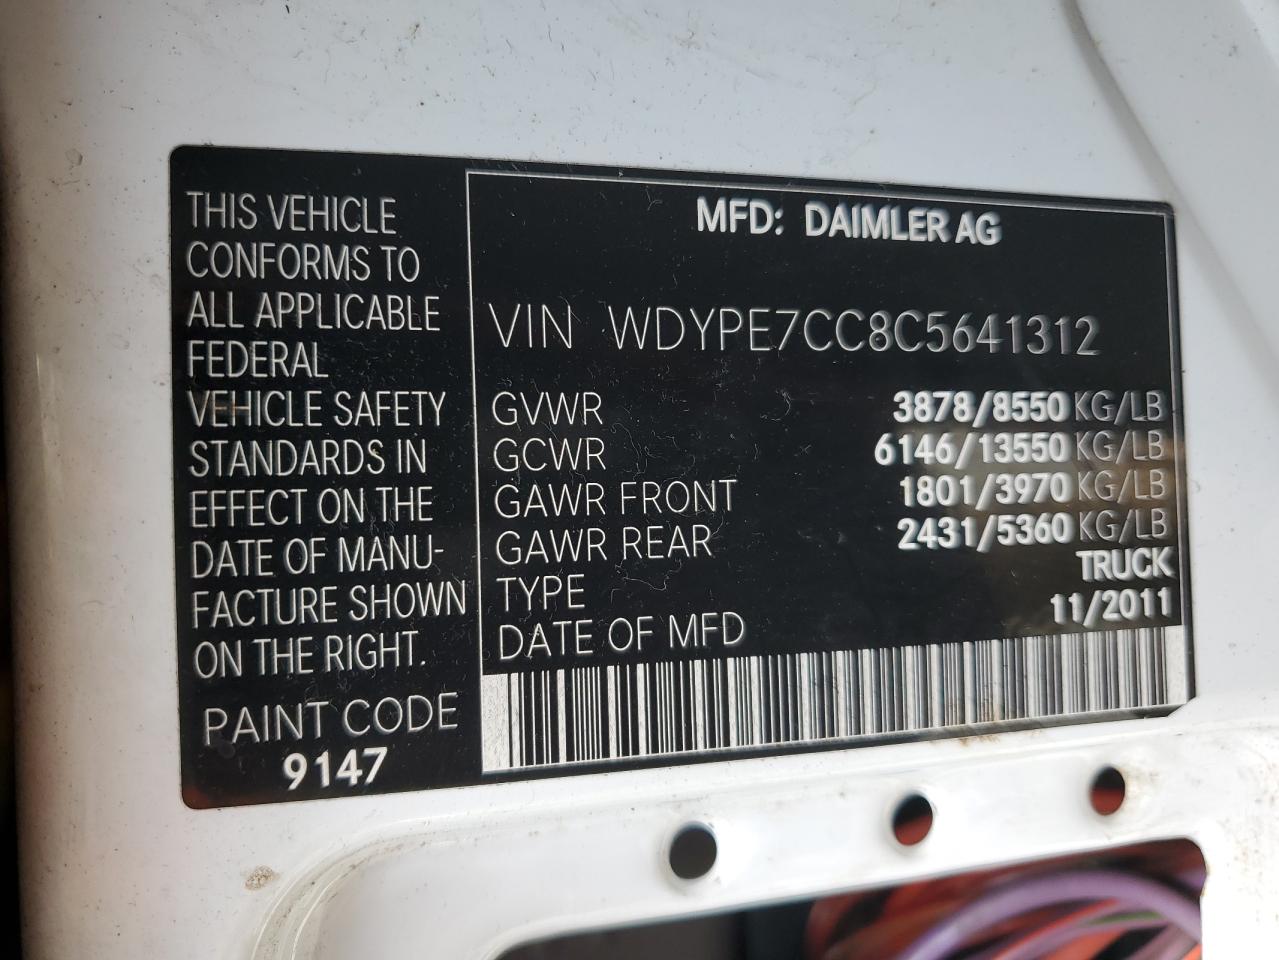 THIS VEHICLE
CONFORMS TO
ALL APPLICABLE
FEDERAL
VEHICLE SAFETY
STANDARDS IN
EFFECT ON THE
DATE OF MANU-
FACTURE SHOWN
ON THE RIGHT.
PAINT CODE
9147
MFD: DAIMLER AG
VIN WDYPE7CC8C5641312
GVWR 3878/8550 KG/LB
GCWR 6146/13550 KG/LB
GAWR FRONT 1801/3970 KG/LB
GAWR REAR 2431/5360 KG/LB
TYPE TRUCK
DATE OF MFD 11/2011